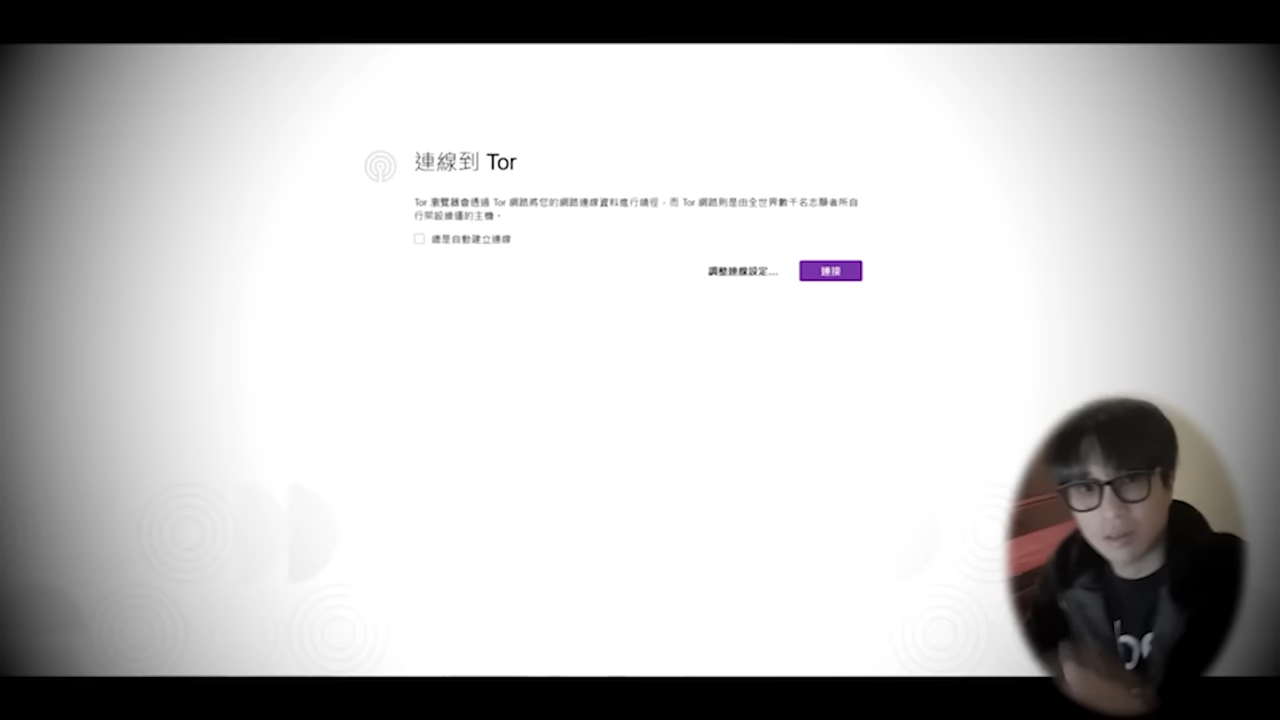 連線到 Tor
Tor 瀏覽器會透過 Tor 網路將您的網路連線資料進行繞徑，而 Tor 網路則是由全世界數千名志願者所自
行架設維運的主機。
總是自動建立連線
調整連線設定...
連接
be